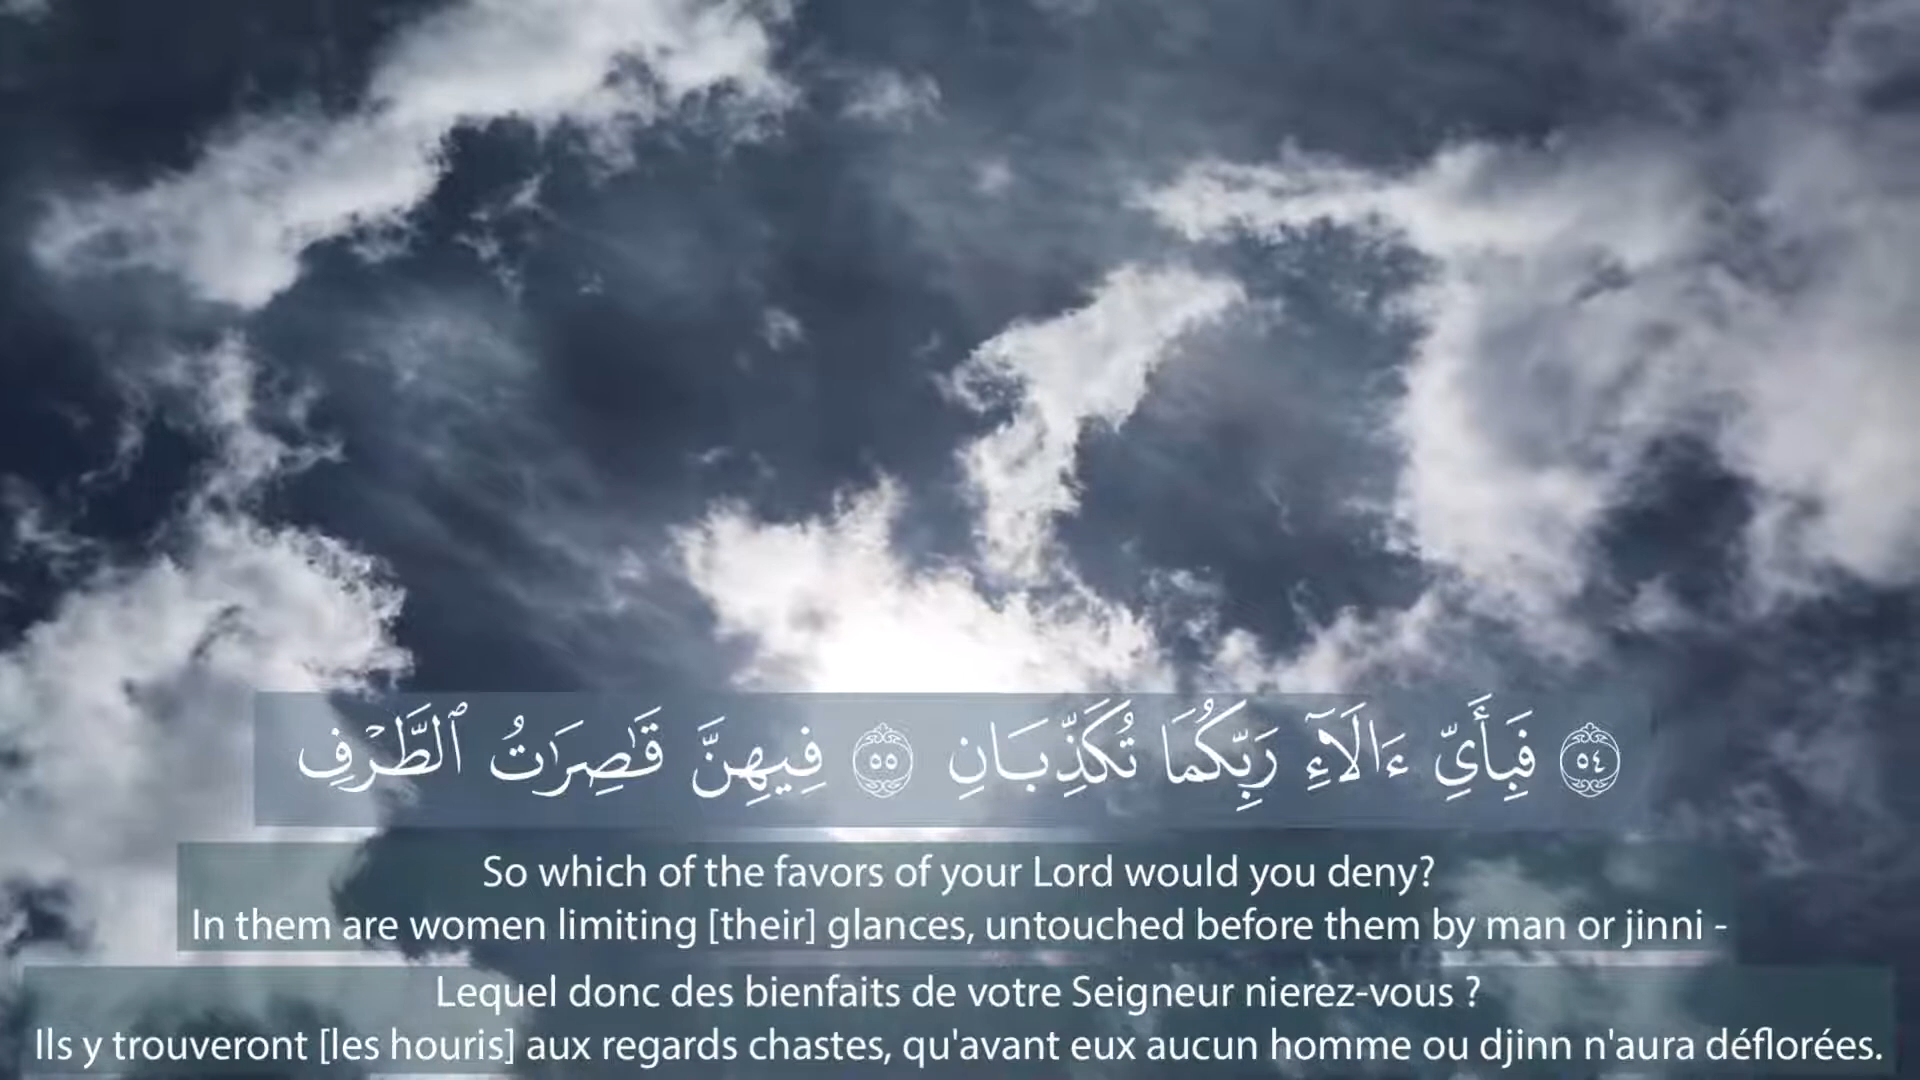 ٥٤ فَبِأَيِّ ءَالَآءِ رَبِّكُمَا تُكَذِّبَانِ ٥٥ فِيهِنَّ قَٰصِرَٰتُ ٱلطَّرْفِ
So which of the favors of your Lord would you deny?
In them are women limiting [their] glances, untouched before them by man or jinni -
Lequel donc des bienfaits de votre Seigneur nierez-vous ?
Ils y trouveront [les houris] aux regards chastes, qu'avant eux aucun homme ou djinn n'aura déflorées.